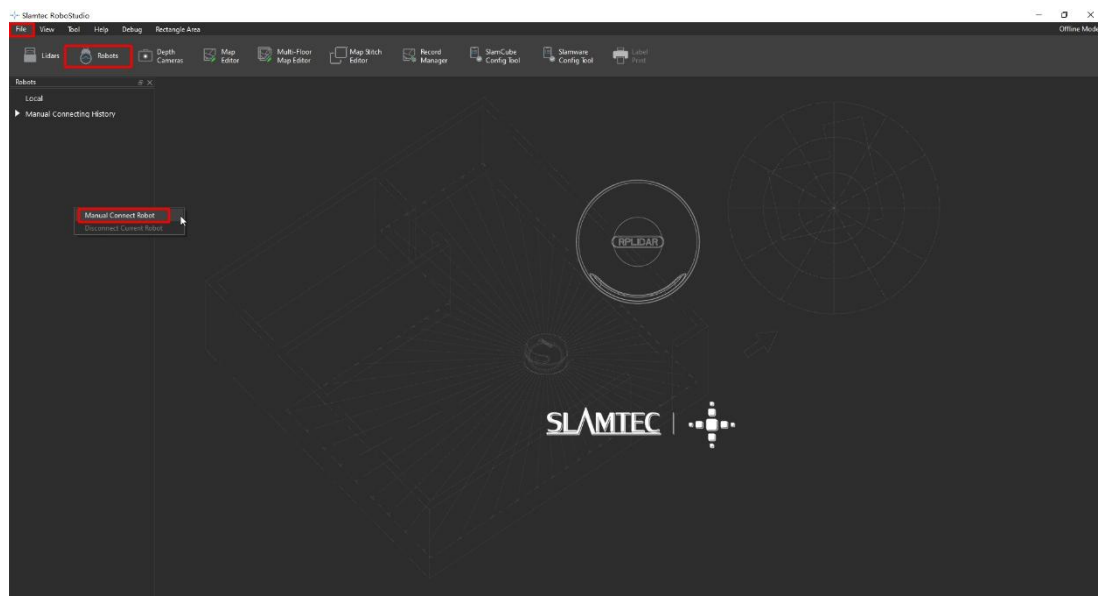 Slamtec RoboStudio
File View Tool Help Debug Rectangle Area
Offline Mode
Lidars
Robots
Depth Cameras
Map Editor
Multi-Floor Map Editor
Map Stitch Editor
Record Manager
SlamCube Config Tool
Slamware Config Tool
Label Print
Robots
Local
Manual Connecting History
Manual Connect Robot
Disconnect Current Robot
RPLIDAR
SLAMTEC